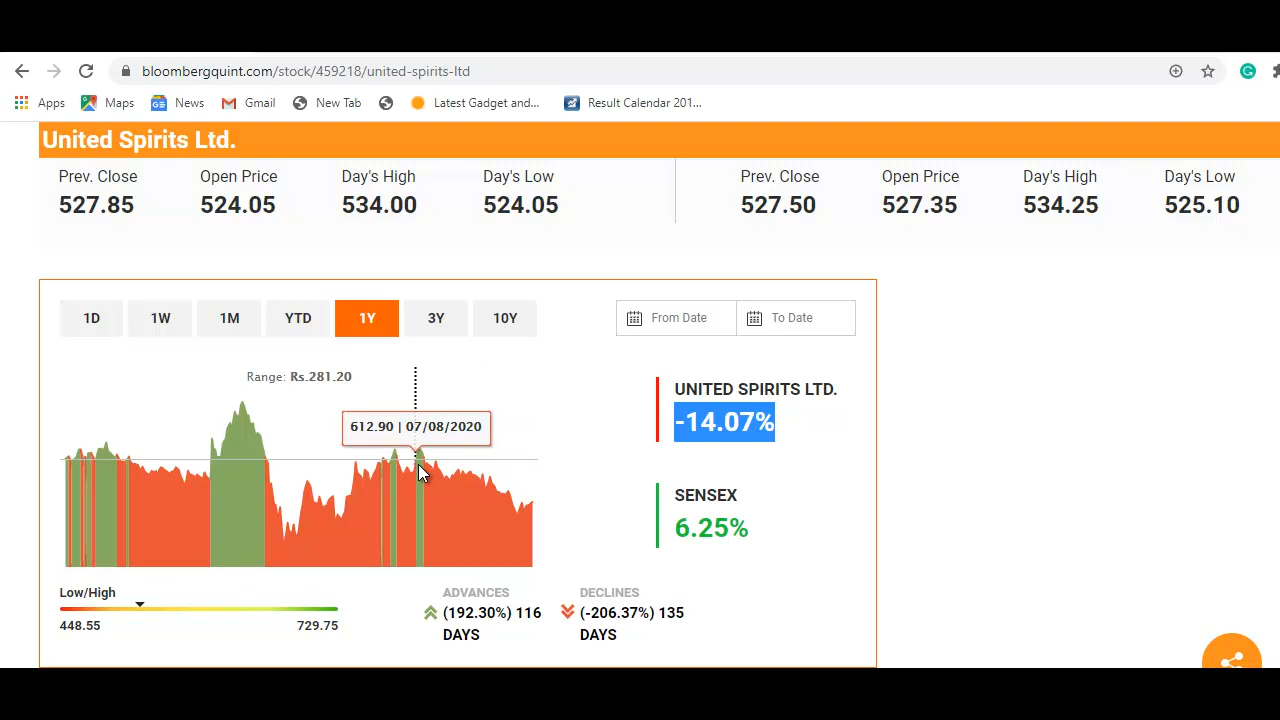 bloombergquint.com/stock/459218/united-spirits-ltd
Apps Maps News Gmail New Tab Latest Gadget and... Result Calendar 201...
United Spirits Ltd.
Prev. Close Open Price Day's High Day's Low Prev. Close Open Price Day's High Day's Low
527.85 524.05 534.00 524.05 527.50 527.35 534.25 525.10
1D 1W 1M YTD 1Y 3Y 10Y From Date To Date
Range: Rs.281.20
612.90 | 07/08/2020
UNITED SPIRITS LTD.
-14.07%
SENSEX
6.25%
Low/High
448.55 729.75
ADVANCES
(192.30%) 116
DAYS
DECLINES
(-206.37%) 135
DAYS